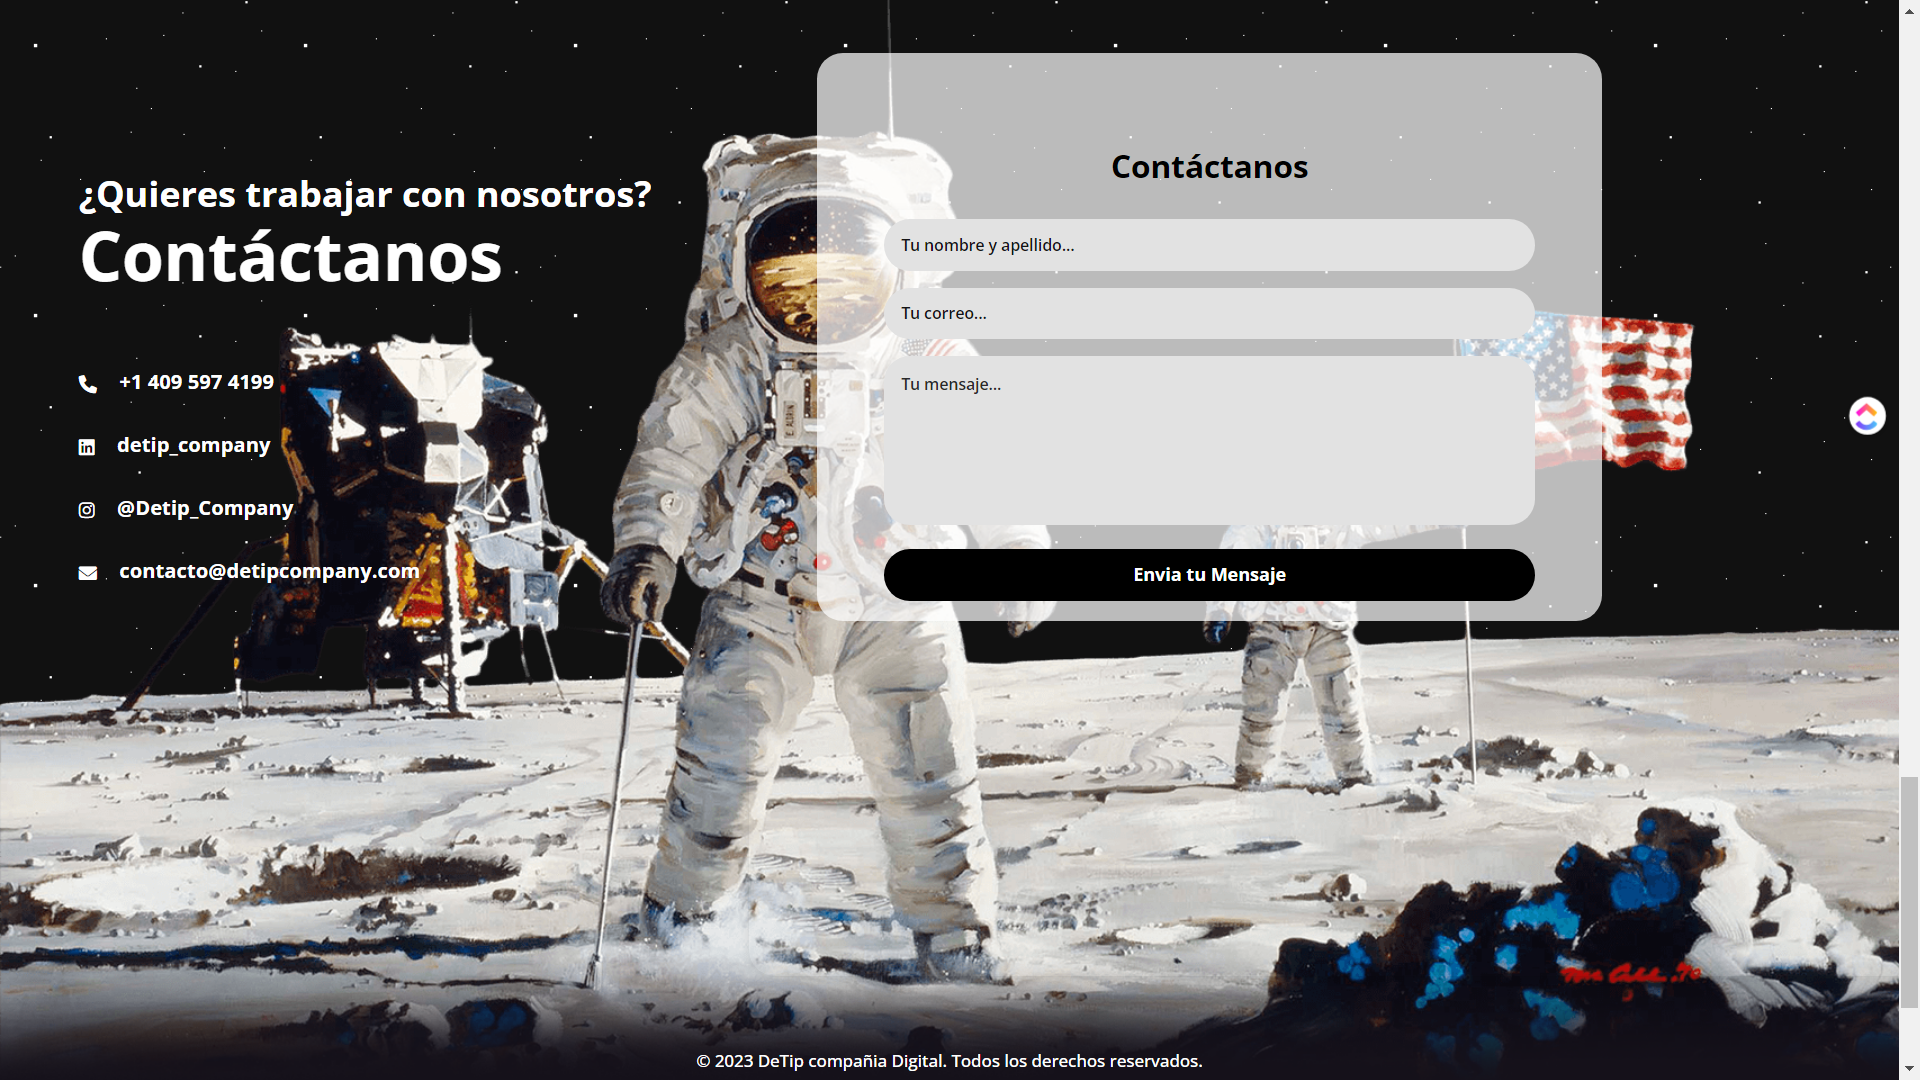 ¿Quieres trabajar con nosotros?
Contáctanos
+1 409 597 4199
detip_company
@Detip_Company
contacto@detipcompany.com
Contáctanos
Tu nombre y apellido...
Tu correo...
Tu mensaje...
Envia tu Mensaje
E. ALDRIN
© 2023 DeTip compañia Digital. Todos los derechos reservados.